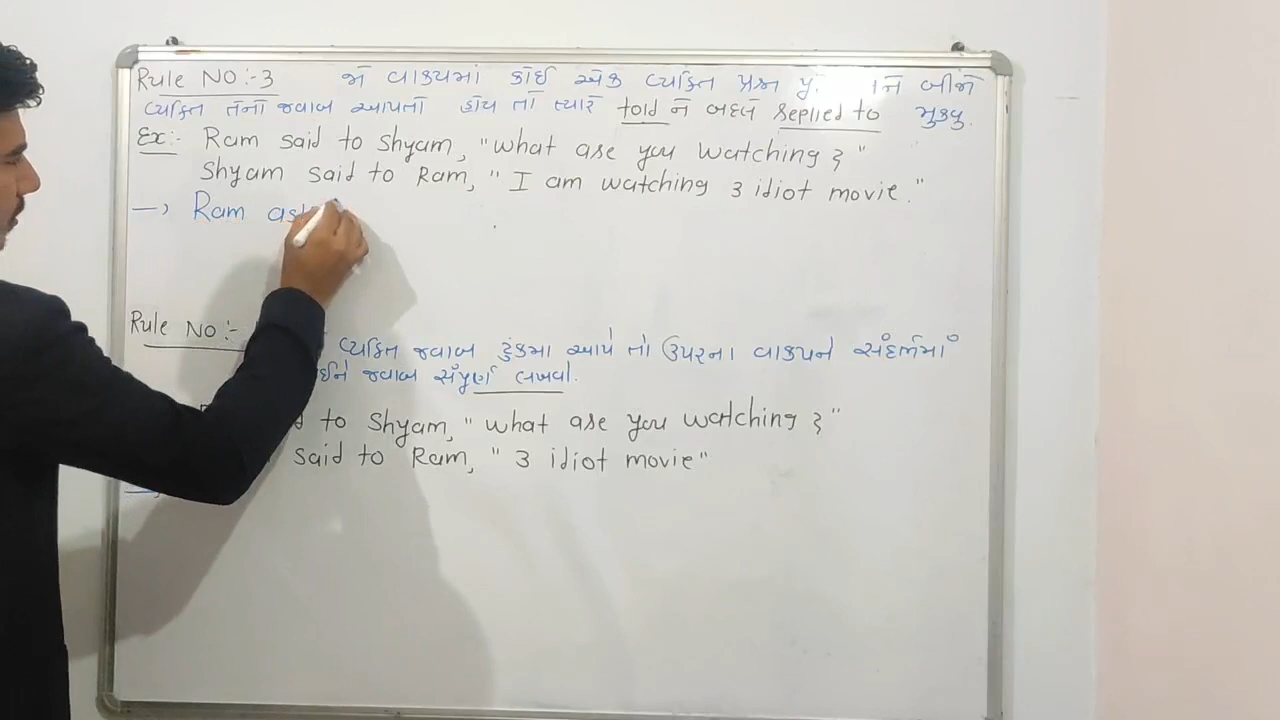 Rule NO:-3 જો વાક્યમાં કોઈ એક વ્યક્તિ પ્રશ્ન બીજો
વ્યક્તિ તેનો જવાબ આપતો હોય તો ત્યારે told ને બદલે replied to મુકવુ.
Ex:- Ram said to Shyam, "What are you watching ?"
Shyam said to Ram, "I am watching 3 idiot movie."
→ Ram
Rule NO:- વ્યક્તિ જવાબ ટુંકમાં આપે તો ઉપરના વાક્યને સંદર્ભમાં
જવાબ સંપુર્ણ લખવો.
to Shyam, "What are you watching ?"
said to Ram, " 3 idiot movie"